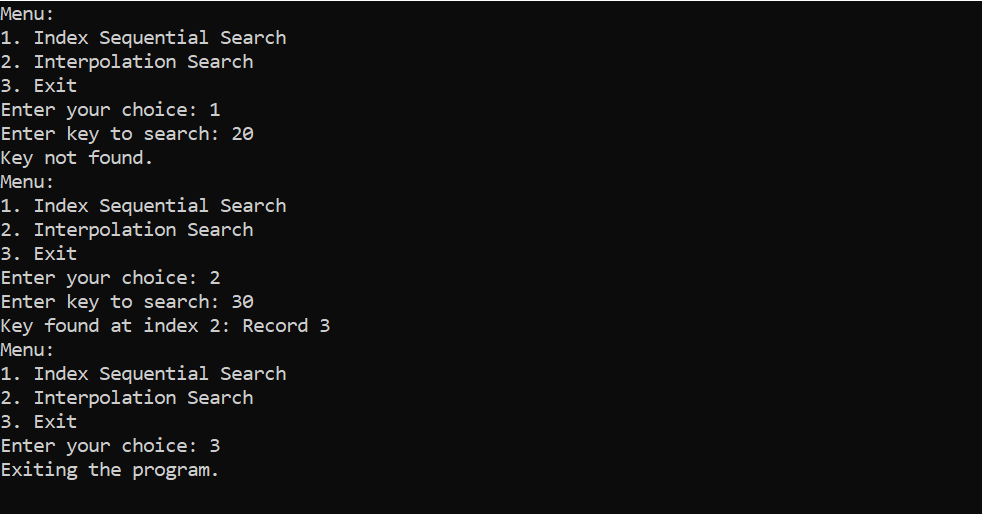 Menu:
1. Index Sequential Search
2. Interpolation Search
3. Exit
Enter your choice: 1
Enter key to search: 20
Key not found.
Menu:
1. Index Sequential Search
2. Interpolation Search
3. Exit
Enter your choice: 2
Enter key to search: 30
Key found at index 2: Record 3
Menu:
1. Index Sequential Search
2. Interpolation Search
3. Exit
Enter your choice: 3
Exiting the program.